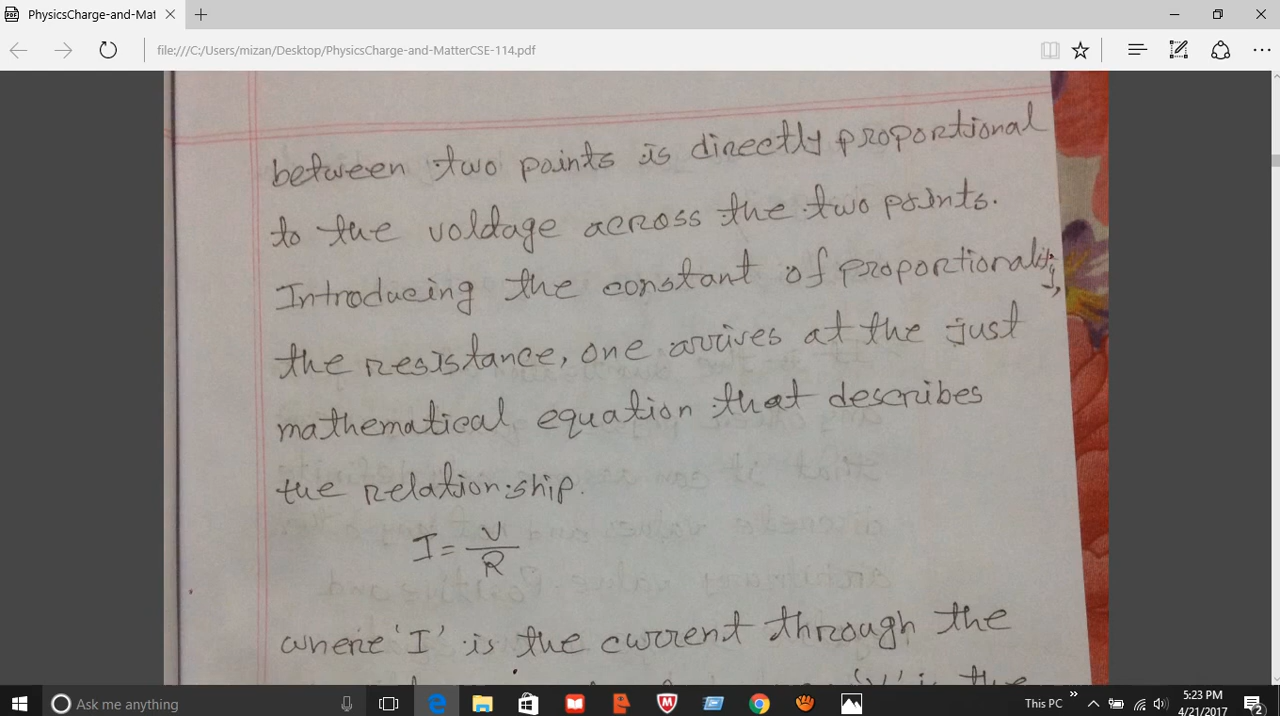 PhysicsCharge-and-Mat
file:///C:/Users/mizan/Desktop/PhysicsCharge-and-MatterCSE-114.pdf
between two points is directly proportional
to the voldage across the two points.
Introducing the constant of proportionality,
the resistance, one arrives at the just
mathematical equation that describes
the relationship.
I = V/R
where 'I' is the current through the
'V' is the
Ask me anything
This PC
5:23 PM
4/21/2017
2